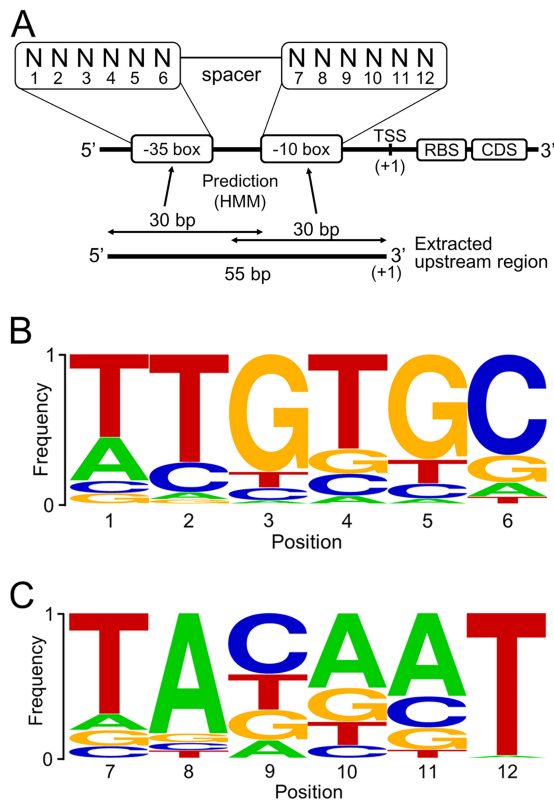 A
N N N N N N
1 2 3 4 5 6
spacer
N N N N N N
7 8 9 10 11 12
5’ -35 box -10 box TSS (+1) RBS CDS 3’
Prediction
(HMM)
30 bp 30 bp
5’ 3’
55 bp (+1)
Extracted
upstream region
B
1
Frequency
0
T T G T G C
A C T G T G
C A C C C A
G G A A A T
1 2 3 4 5 6
Position
C
1
Frequency
0
T A C A A T
A G T G C A
G C G T G
C T A C T
7 8 9 10 11 12
Position